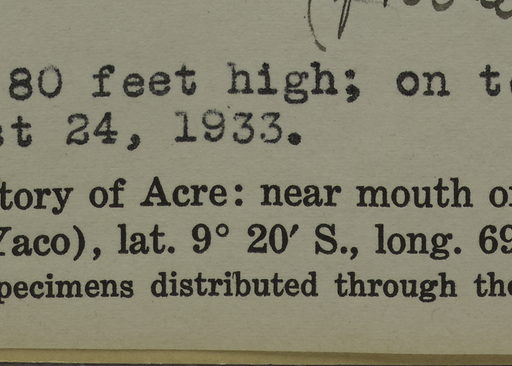 80 feet high; on t
st 24, 1933.
tory of Acre: near mouth o
Yaco), lat. 9° 20′ S., long. 69
pecimens distributed through the